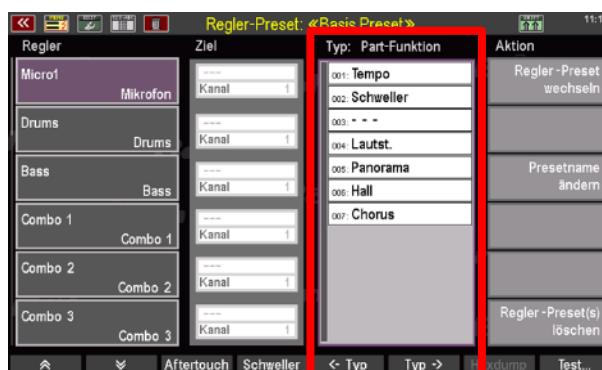 Regler-Preset: «Basis Preset»
Regler
Ziel
Typ: Part-Funktion
Aktion
Micro1
Mikrofon
---
Kanal 1
001: Tempo
002: Schweller
003: - - -
004: Lautst.
005: Panorama
006: Hall
007: Chorus
Regler-Preset
wechseln
Drums
Drums
---
Kanal 1
Bass
Bass
---
Kanal 1
Presetname
ändern
Combo 1
Combo 1
---
Kanal 1
Combo 2
Combo 2
---
Kanal 1
Combo 3
Combo 3
---
Kanal 1
Regler-Preset(s)
löschen
Aftertouch
Schweller
<- Typ
Typ ->
Hexdump
Test...